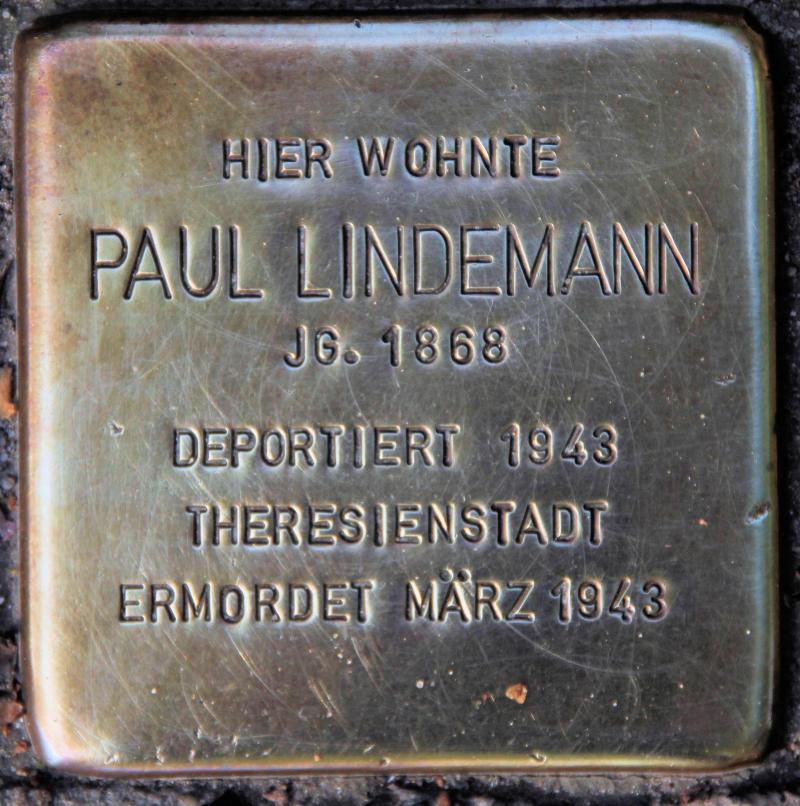 HIER WOHNTE
PAUL LINDEMANN
JG. 1868
DEPORTIERT 1943
THERESIENSTADT
ERMORDET MÄRZ 1943